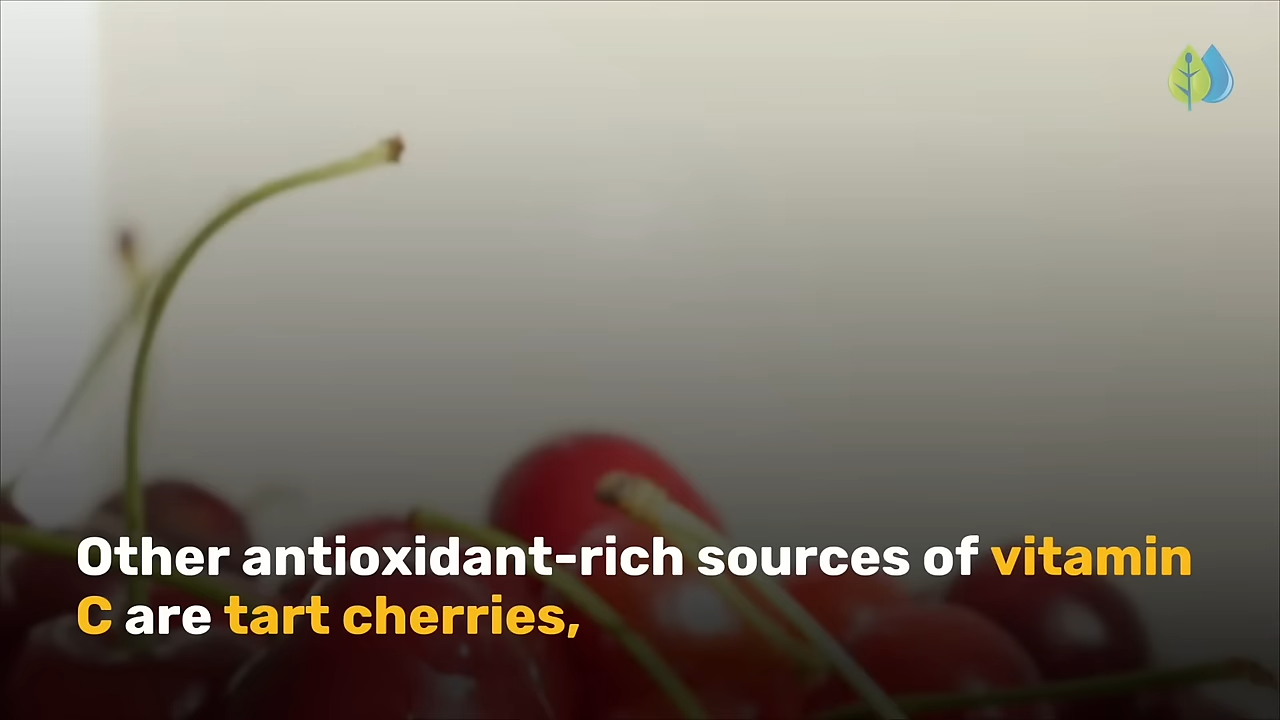 Other antioxidant-rich sources of vitamin
C are tart cherries,